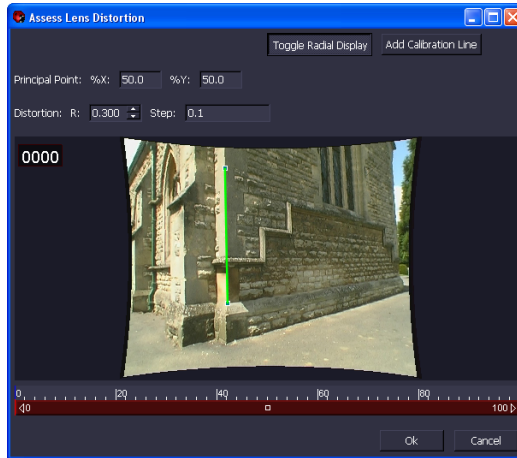 Assess Lens Distortion
Toggle Radial Display Add Calibration Line
Principal Point: %X: 50.0 %Y: 50.0
Distortion: R: 0.300 Step: 0.1
0000
0 20 40 60 80
0 100
Ok Cancel